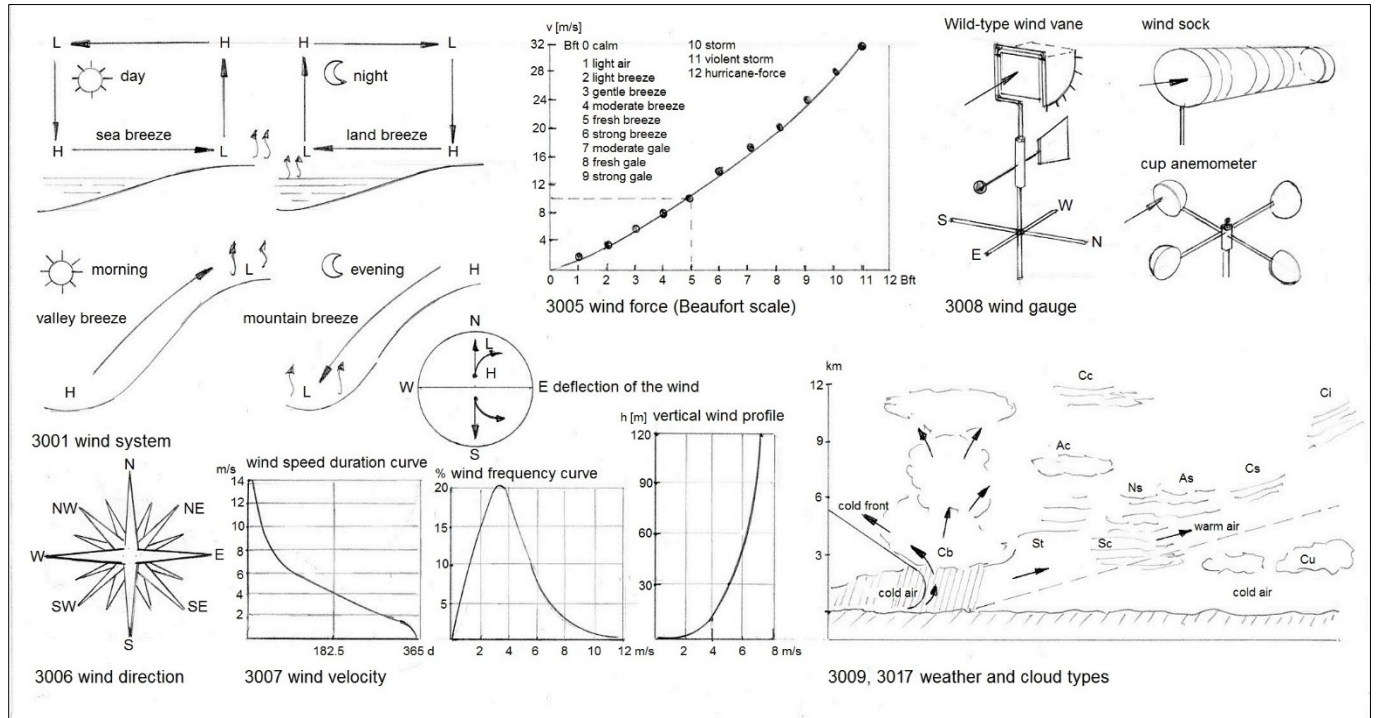 L H H L
day
night
sea breeze
land breeze
H L L H
morning
L
evening
H
valley breeze
mountain breeze
H
L
3001 wind system
N
L
H
W
E deflection of the wind
S
v [m/s]
32
28
24
20
16
12
8
4
0 1 2 3 4 5 6 7 8 9 10 11 12 Bft
Bft 0 calm
1 light air
2 light breeze
3 gentle breeze
4 moderate breeze
5 fresh breeze
6 strong breeze
7 moderate gale
8 fresh gale
9 strong gale
10 storm
11 violent storm
12 hurricane-force
3005 wind force (Beaufort scale)
Wild-type wind vane
wind sock
cup anemometer
S
W
E
N
3008 wind gauge
N
NW
NE
W
E
SW
SE
S
3006 wind direction
m/s wind speed duration curve
14
12
10
8
6
4
2
182.5 365 d
% wind frequency curve
20
15
10
5
2 4 6 8 10 12 m/s
h [m] vertical wind profile
120
90
60
30
2 4 6 8 m/s
3007 wind velocity
km
12
9
6
3
km
Cc
Ci
Ac
Ns
As
Cs
cold front
warm air
Cb
St
Sc
Cu
cold air
cold air
3009, 3017 weather and cloud types